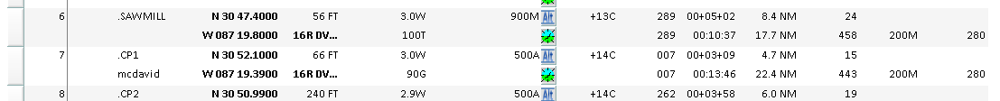 6 .SAWMILL N 30 47.4000 56 FT 3.0W 900M Alt +13C 289 00+05+02 8.4 NM 24
W 087 19.8000 16R DV... 100T 289 00:10:37 17.7 NM 458 200M 280
7 .CP1 N 30 52.1000 66 FT 3.0W 500A Alt +14C 007 00+03+09 4.7 NM 15
mcdavid W 087 19.3900 16R DV... 90G 007 00:13:46 22.4 NM 443 200M 280
8 .CP2 N 30 50.9900 240 FT 2.9W 500A Alt +14C 262 00+03+58 6.0 NM 19